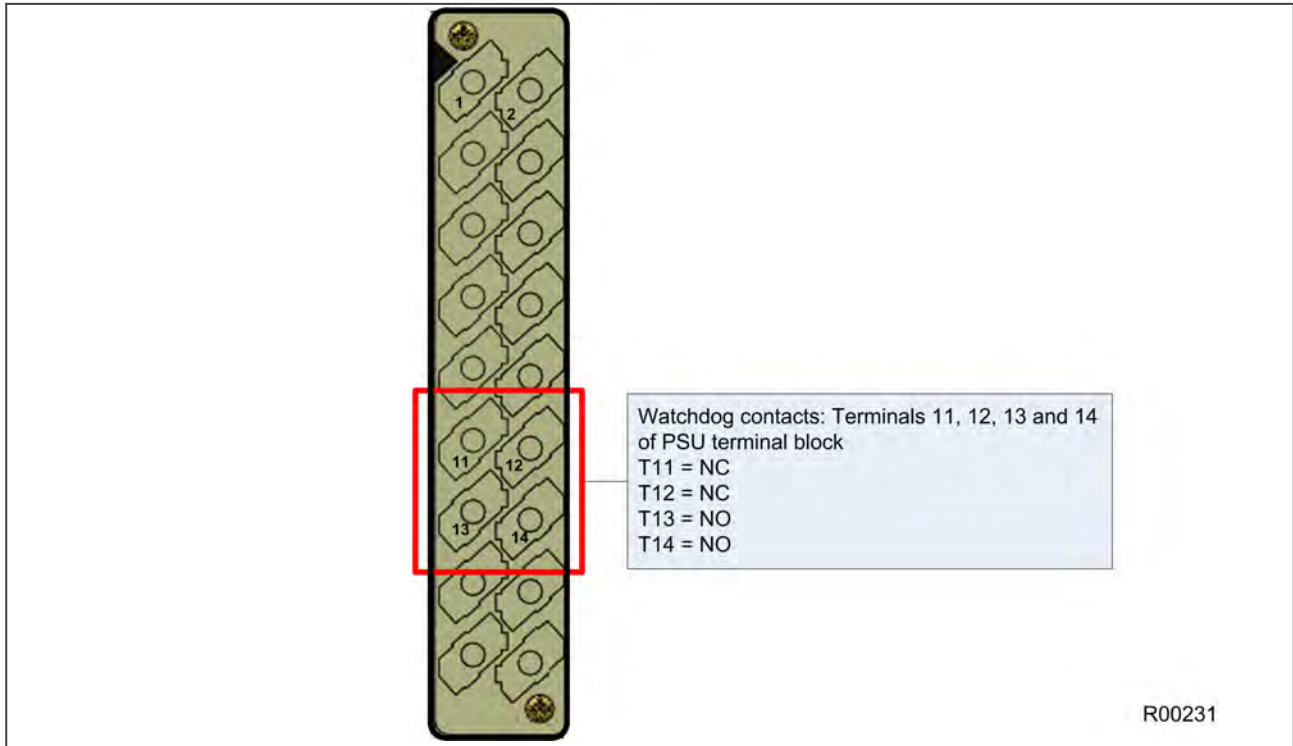 1
2
11
12
13
14
Watchdog contacts: Terminals 11, 12, 13 and 14
of PSU terminal block
T11 = NC
T12 = NC
T13 = NO
T14 = NO
R00231